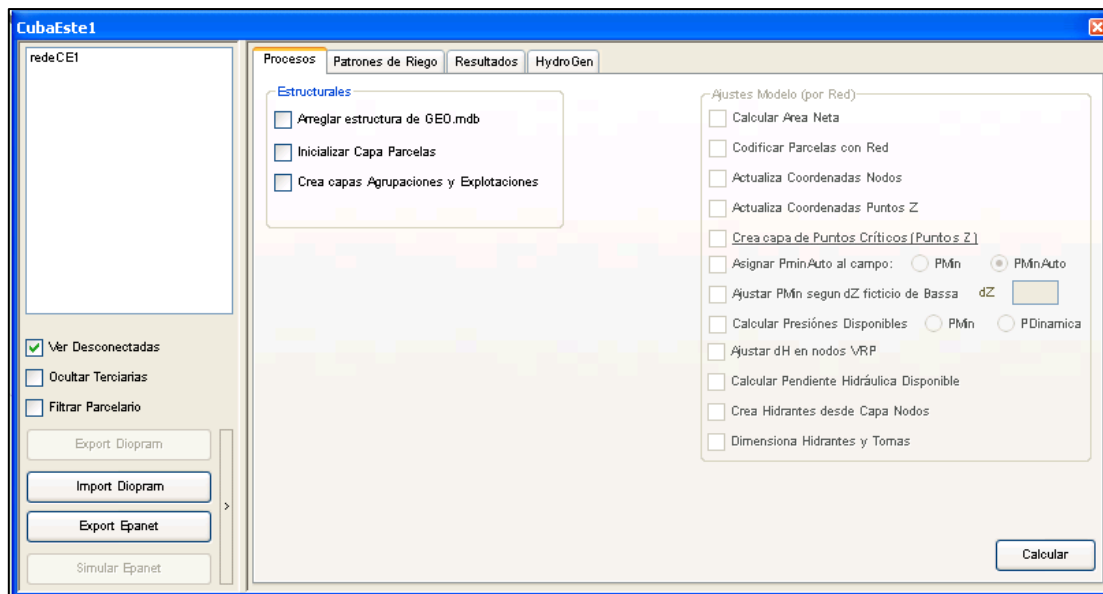 CubaEste1
redeCE1
Ver Desconectadas
Ocultar Terciarias
Filtrar Parcelario
Export Diopram
Import Diopram
Export Epanet
Simular Epanet
>
Procesos Patrones de Riego Resultados HydroGen
Estructurales
Arreglar estructura de GEO.mdb
Inicializar Capa Parcelas
Crea capas Agrupaciones y Explotaciones
Ajustes Modelo (por Red)
Calcular Area Neta
Codificar Parcelas con Red
Actualiza Coordenadas Nodos
Actualiza Coordenadas Puntos Z
Crea capa de Puntos Críticos (Puntos Z)
Asignar PminAuto al campo: PMin PMinAuto
Ajustar PMin segun dZ ficticio de Bassa dZ
Calcular Presiónes Disponibles PMin PDinamica
Ajustar dH en nodos VRP
Calcular Pendiente Hidráulica Disponible
Crea Hidrantes desde Capa Nodos
Dimensiona Hidrantes y Tomas
Calcular